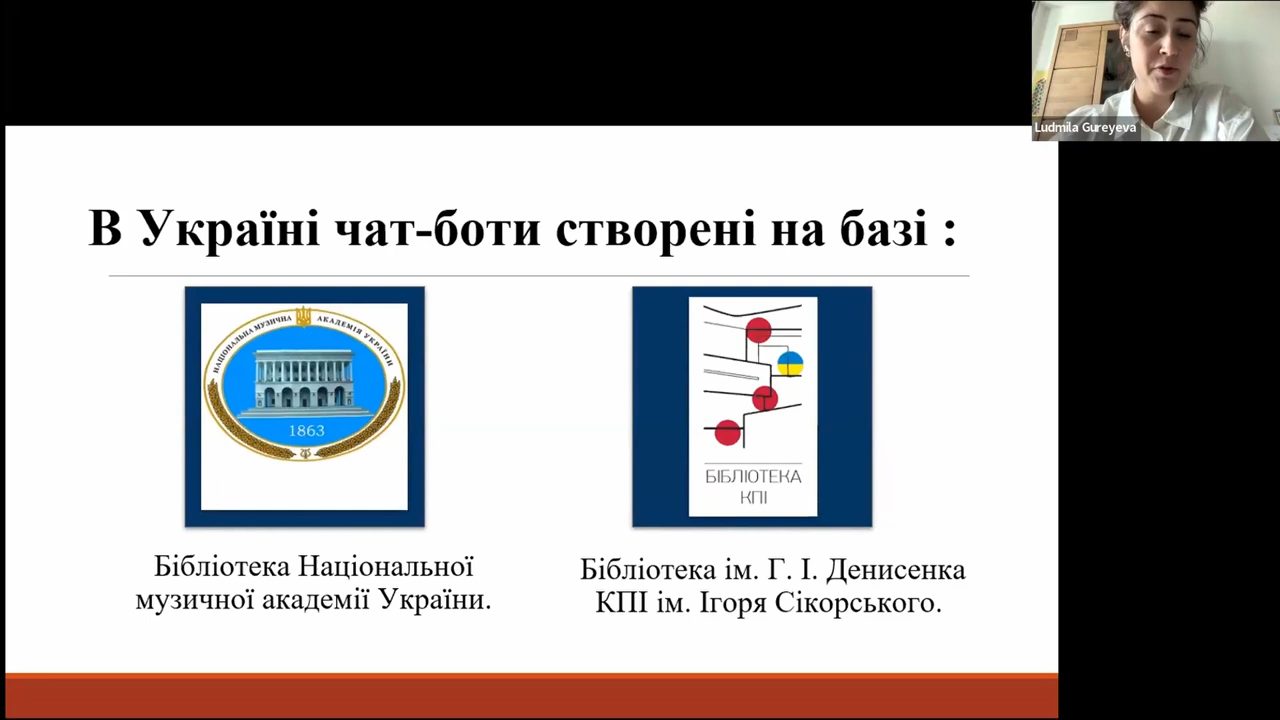 Ludmila Gureyeva
В Україні чат-боти створені на базі :
НАЦІОНАЛЬНА МУЗИЧНА АКАДЕМІЯ УКРАЇНИ
1863
БІБЛІОТЕКА
КПІ
Бібліотека Національної
музичної академії України.
Бібліотека ім. Г. І. Денисенка
КПІ ім. Ігоря Сікорського.